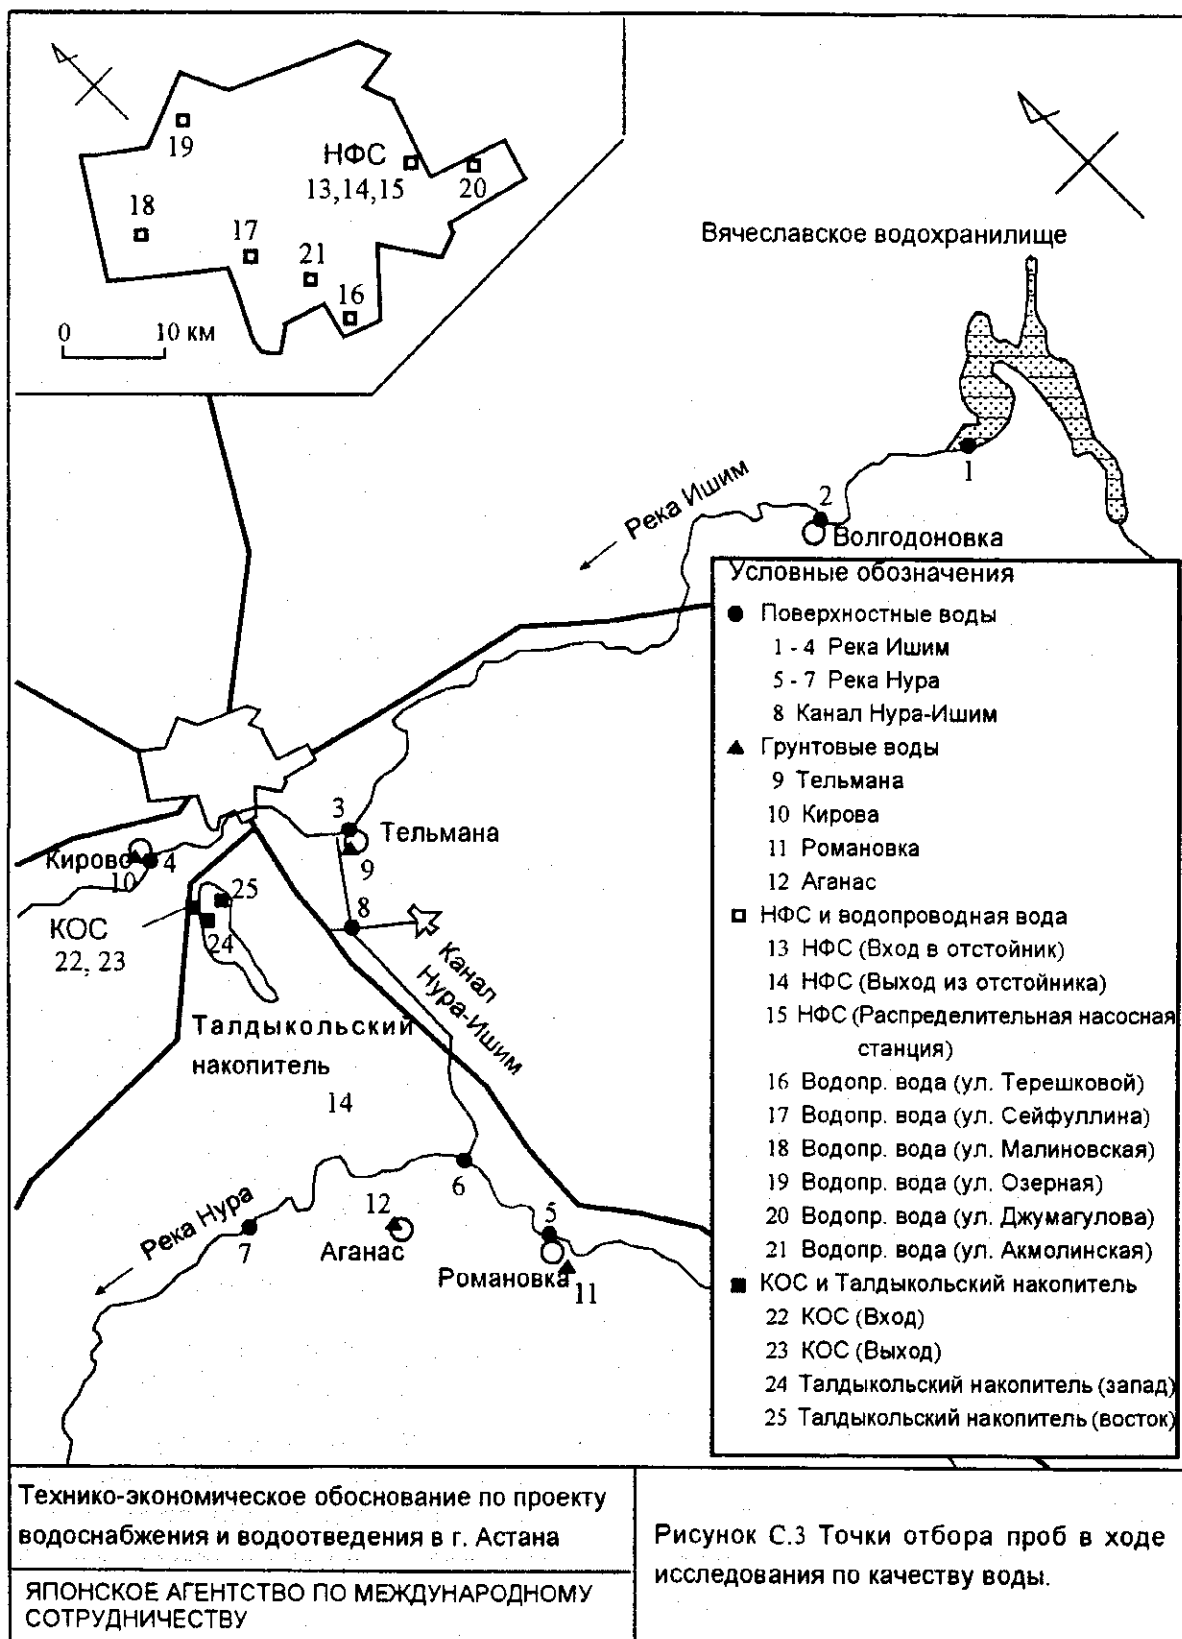 19
НФС
13,14,15
20
18
17
21
16
0 10 км
Вячеславское водохранилище
1
2
Река Ишим
Волгодоновка
Условные обозначения
Поверхностные воды
1 - 4 Река Ишим
5 - 7 Река Нура
8 Канал Нура-Ишим
Грунтовые воды
9 Тельмана
10 Кирова
11 Романовка
12 Аганас
НФС и водопроводная вода
13 НФС (Вход в отстойник)
14 НФС (Выход из отстойника)
15 НФС (Распределительная насосная
станция)
16 Водопр. вода (ул. Терешковой)
17 Водопр. вода (ул. Сейфуллина)
18 Водопр. вода (ул. Малиновская)
19 Водопр. вода (ул. Озерная)
20 Водопр. вода (ул. Джумагулова)
21 Водопр. вода (ул. Акмолинская)
КОС и Талдыкольский накопитель
22 КОС (Вход)
23 КОС (Выход)
24 Талдыкольский накопитель (запад)
25 Талдыкольский накопитель (восток)
3
Тельмана
9
Кирово
4
10
25
8
КОС
22, 23
24
Канал
Нура-Ишим
Талдыкольский
накопитель
14
6
Река Нура
12
5
7
Аганас
Романовка
11
Технико-экономическое обоснование по проекту
водоснабжения и водоотведения в г. Астана
ЯПОНСКОЕ АГЕНТСТВО ПО МЕЖДУНАРОДНОМУ
СОТРУДНИЧЕСТВУ
Рисунок С.3 Точки отбора проб в ходе
исследования по качеству воды.